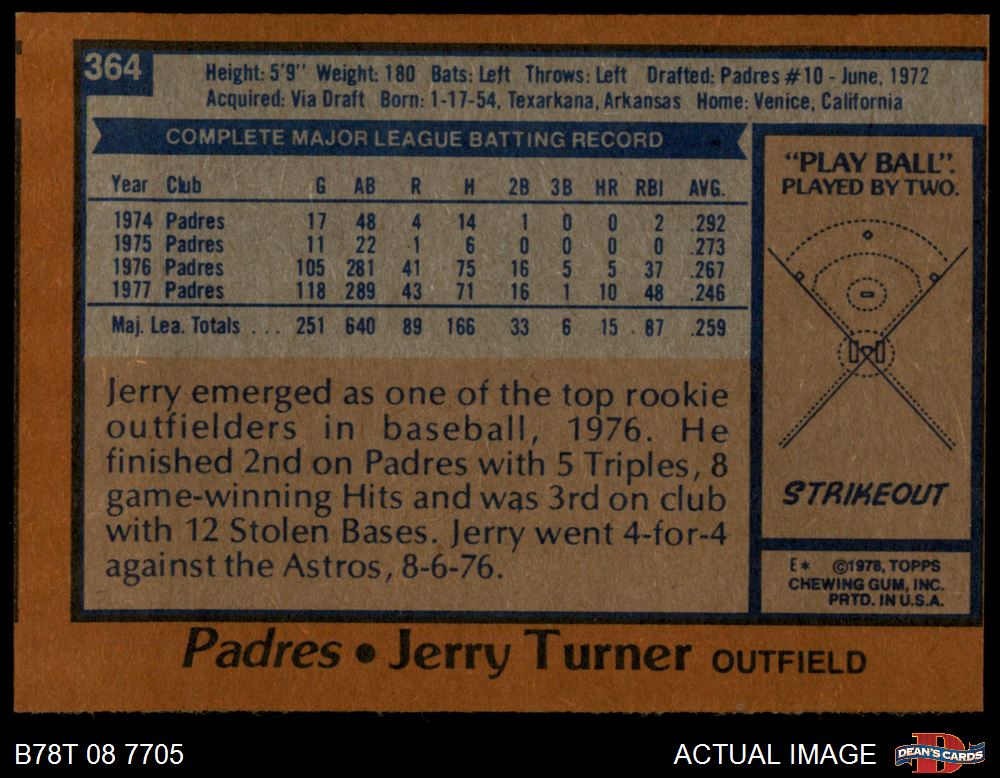 364
Height: 5'9" Weight: 180 Bats: Left Throws: Left Drafted: Padres #10 - June, 1972
Acquired: Via Draft Born: 1-17-54, Texarkana, Arkansas Home: Venice, California
COMPLETE MAJOR LEAGUE BATTING RECORD
Year Club G AB R H 2B 3B HR RBI AVG.
1974 Padres 17 48 4 14 1 0 0 2 .292
1975 Padres 11 22 1 6 0 0 0 0 .273
1976 Padres 105 281 41 75 16 5 5 37 .267
1977 Padres 118 289 43 71 16 1 10 48 .246
Maj. Lea. Totals ... 251 640 89 166 33 6 15 87 .259
Jerry emerged as one of the top rookie
outfielders in baseball, 1976. He
finished 2nd on Padres with 5 Triples, 8
game-winning Hits and was 3rd on club
with 12 Stolen Bases. Jerry went 4-for-4
against the Astros, 8-6-76.
"PLAY BALL".
PLAYED BY TWO.
STRIKEOUT
E* ©1978, TOPPS
CHEWING GUM, INC.
PRTD. IN U.S.A.
Padres • Jerry Turner OUTFIELD
B78T 08 7705
ACTUAL IMAGE
DEAN'S CARDS